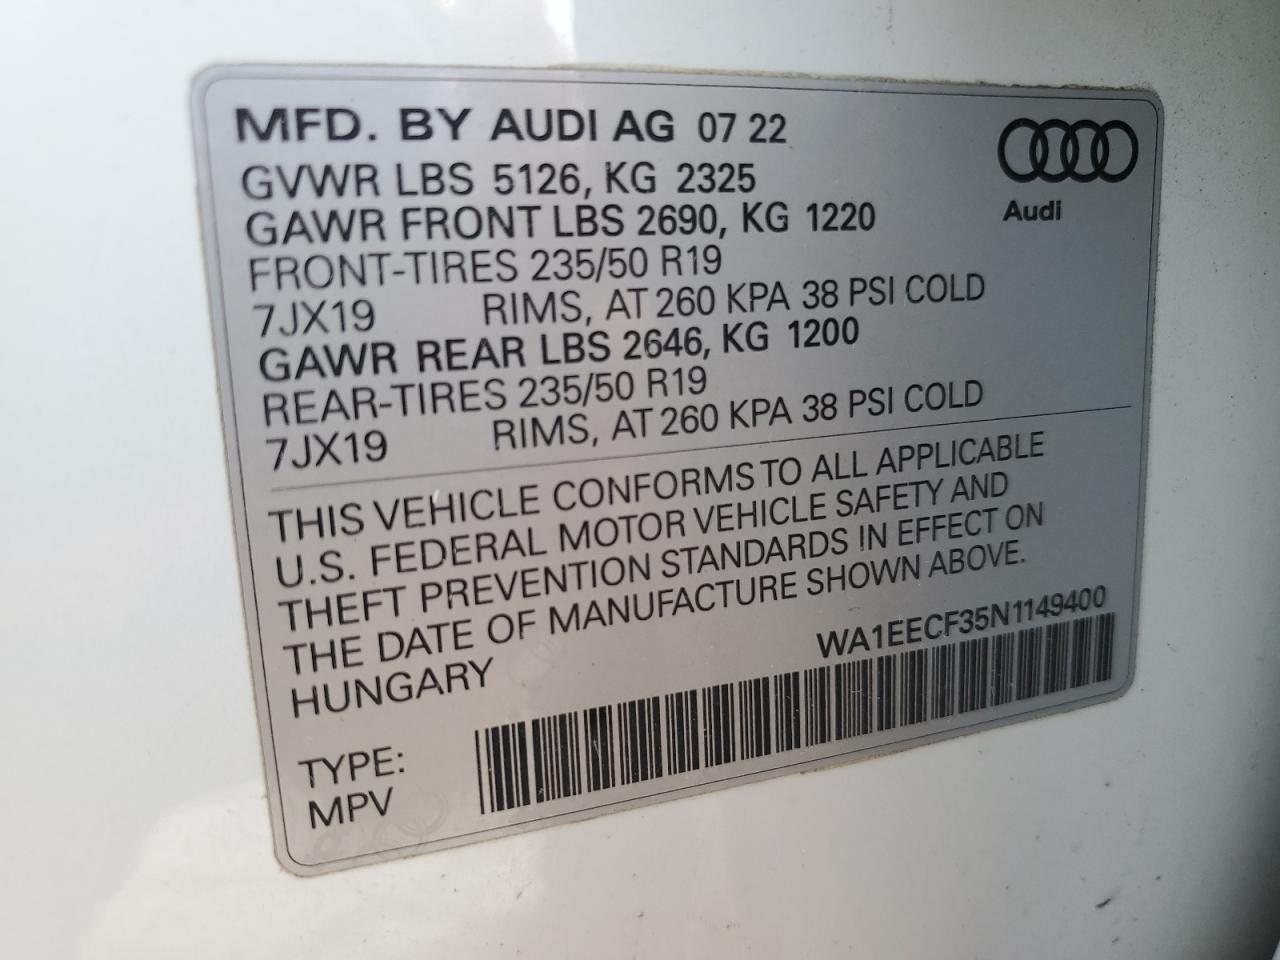 MFD. BY AUDI AG 07 22
GVWR LBS 5126, KG 2325
GAWR FRONT LBS 2690, KG 1220
FRONT-TIRES 235/50 R19
7JX19 RIMS, AT 260 KPA 38 PSI COLD
GAWR REAR LBS 2646, KG 1200
REAR-TIRES 235/50 R19
7JX19 RIMS, AT 260 KPA 38 PSI COLD
Audi
THIS VEHICLE CONFORMS TO ALL APPLICABLE
U.S. FEDERAL MOTOR VEHICLE SAFETY AND
THEFT PREVENTION STANDARDS IN EFFECT ON
THE DATE OF MANUFACTURE SHOWN ABOVE.
HUNGARY
WA1EECF35N1149400
TYPE:
MPV